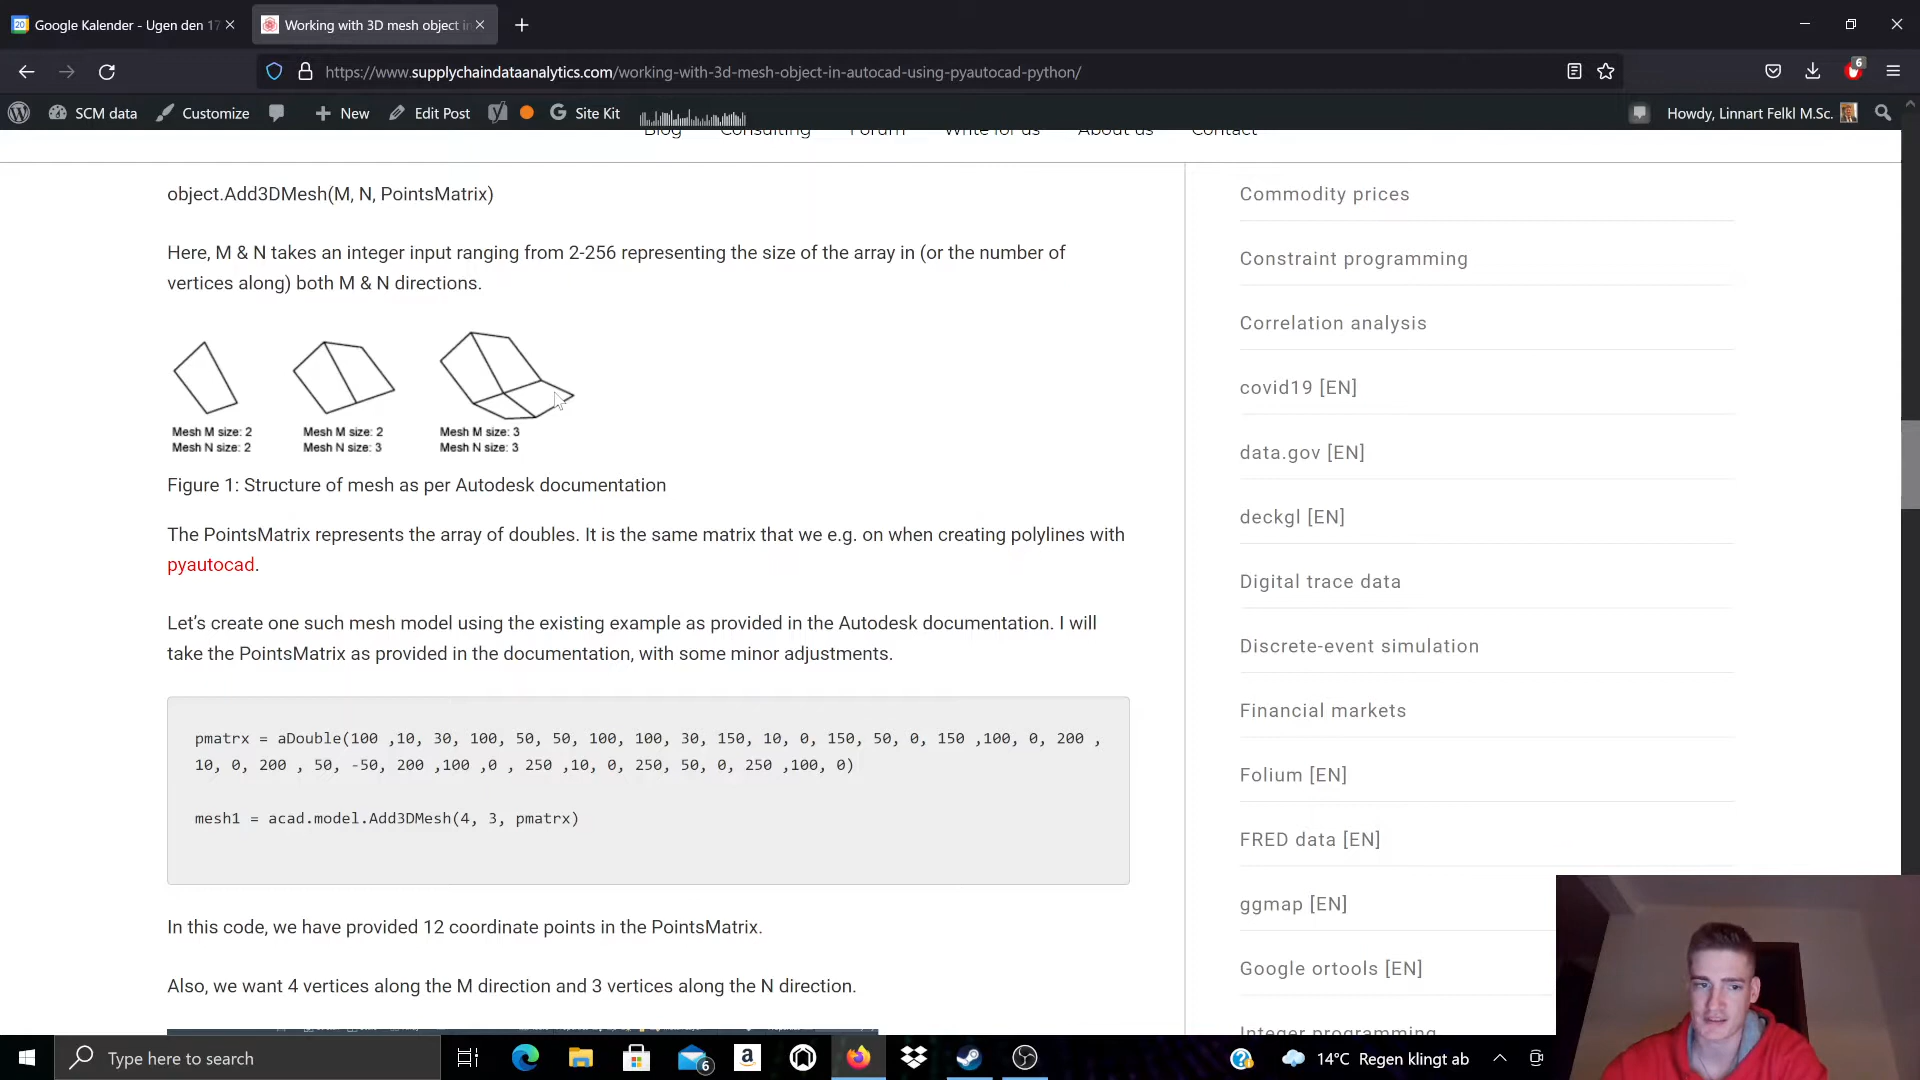 Google Kalender - Ugen den 17
Working with 3D mesh object in
https://www.supplychaindataanalytics.com/working-with-3d-mesh-object-in-autocad-using-pyautocad-python/
6
SCM data
Customize
New
Edit Post
Site Kit
Howdy, Linnart Felkl M.Sc.
Blog Consulting Forum Write for us About us Contact
object.Add3DMesh(M, N, PointsMatrix)
Here, M & N takes an integer input ranging from 2-256 representing the size of the array in (or the number of
vertices along) both M & N directions.
Mesh M size: 2
Mesh N size: 2
Mesh M size: 2
Mesh N size: 3
Mesh M size: 3
Mesh N size: 3
Figure 1: Structure of mesh as per Autodesk documentation
The PointsMatrix represents the array of doubles. It is the same matrix that we e.g. on when creating polylines with
pyautocad.
Let’s create one such mesh model using the existing example as provided in the Autodesk documentation. I will
take the PointsMatrix as provided in the documentation, with some minor adjustments.
pmatrx = aDouble(100 ,10, 30, 100, 50, 50, 100, 100, 30, 150, 10, 0, 150, 50, 0, 150 ,100, 0, 200 ,
10, 0, 200 , 50, -50, 200 ,100 ,0 , 250 ,10, 0, 250, 50, 0, 250 ,100, 0)
mesh1 = acad.model.Add3DMesh(4, 3, pmatrx)
In this code, we have provided 12 coordinate points in the PointsMatrix.
Also, we want 4 vertices along the M direction and 3 vertices along the N direction.
Commodity prices
Constraint programming
Correlation analysis
covid19 [EN]
data.gov [EN]
deckgl [EN]
Digital trace data
Discrete-event simulation
Financial markets
Folium [EN]
FRED data [EN]
ggmap [EN]
Google ortools [EN]
Integer programming
Type here to search
6
14°C Regen klingt ab